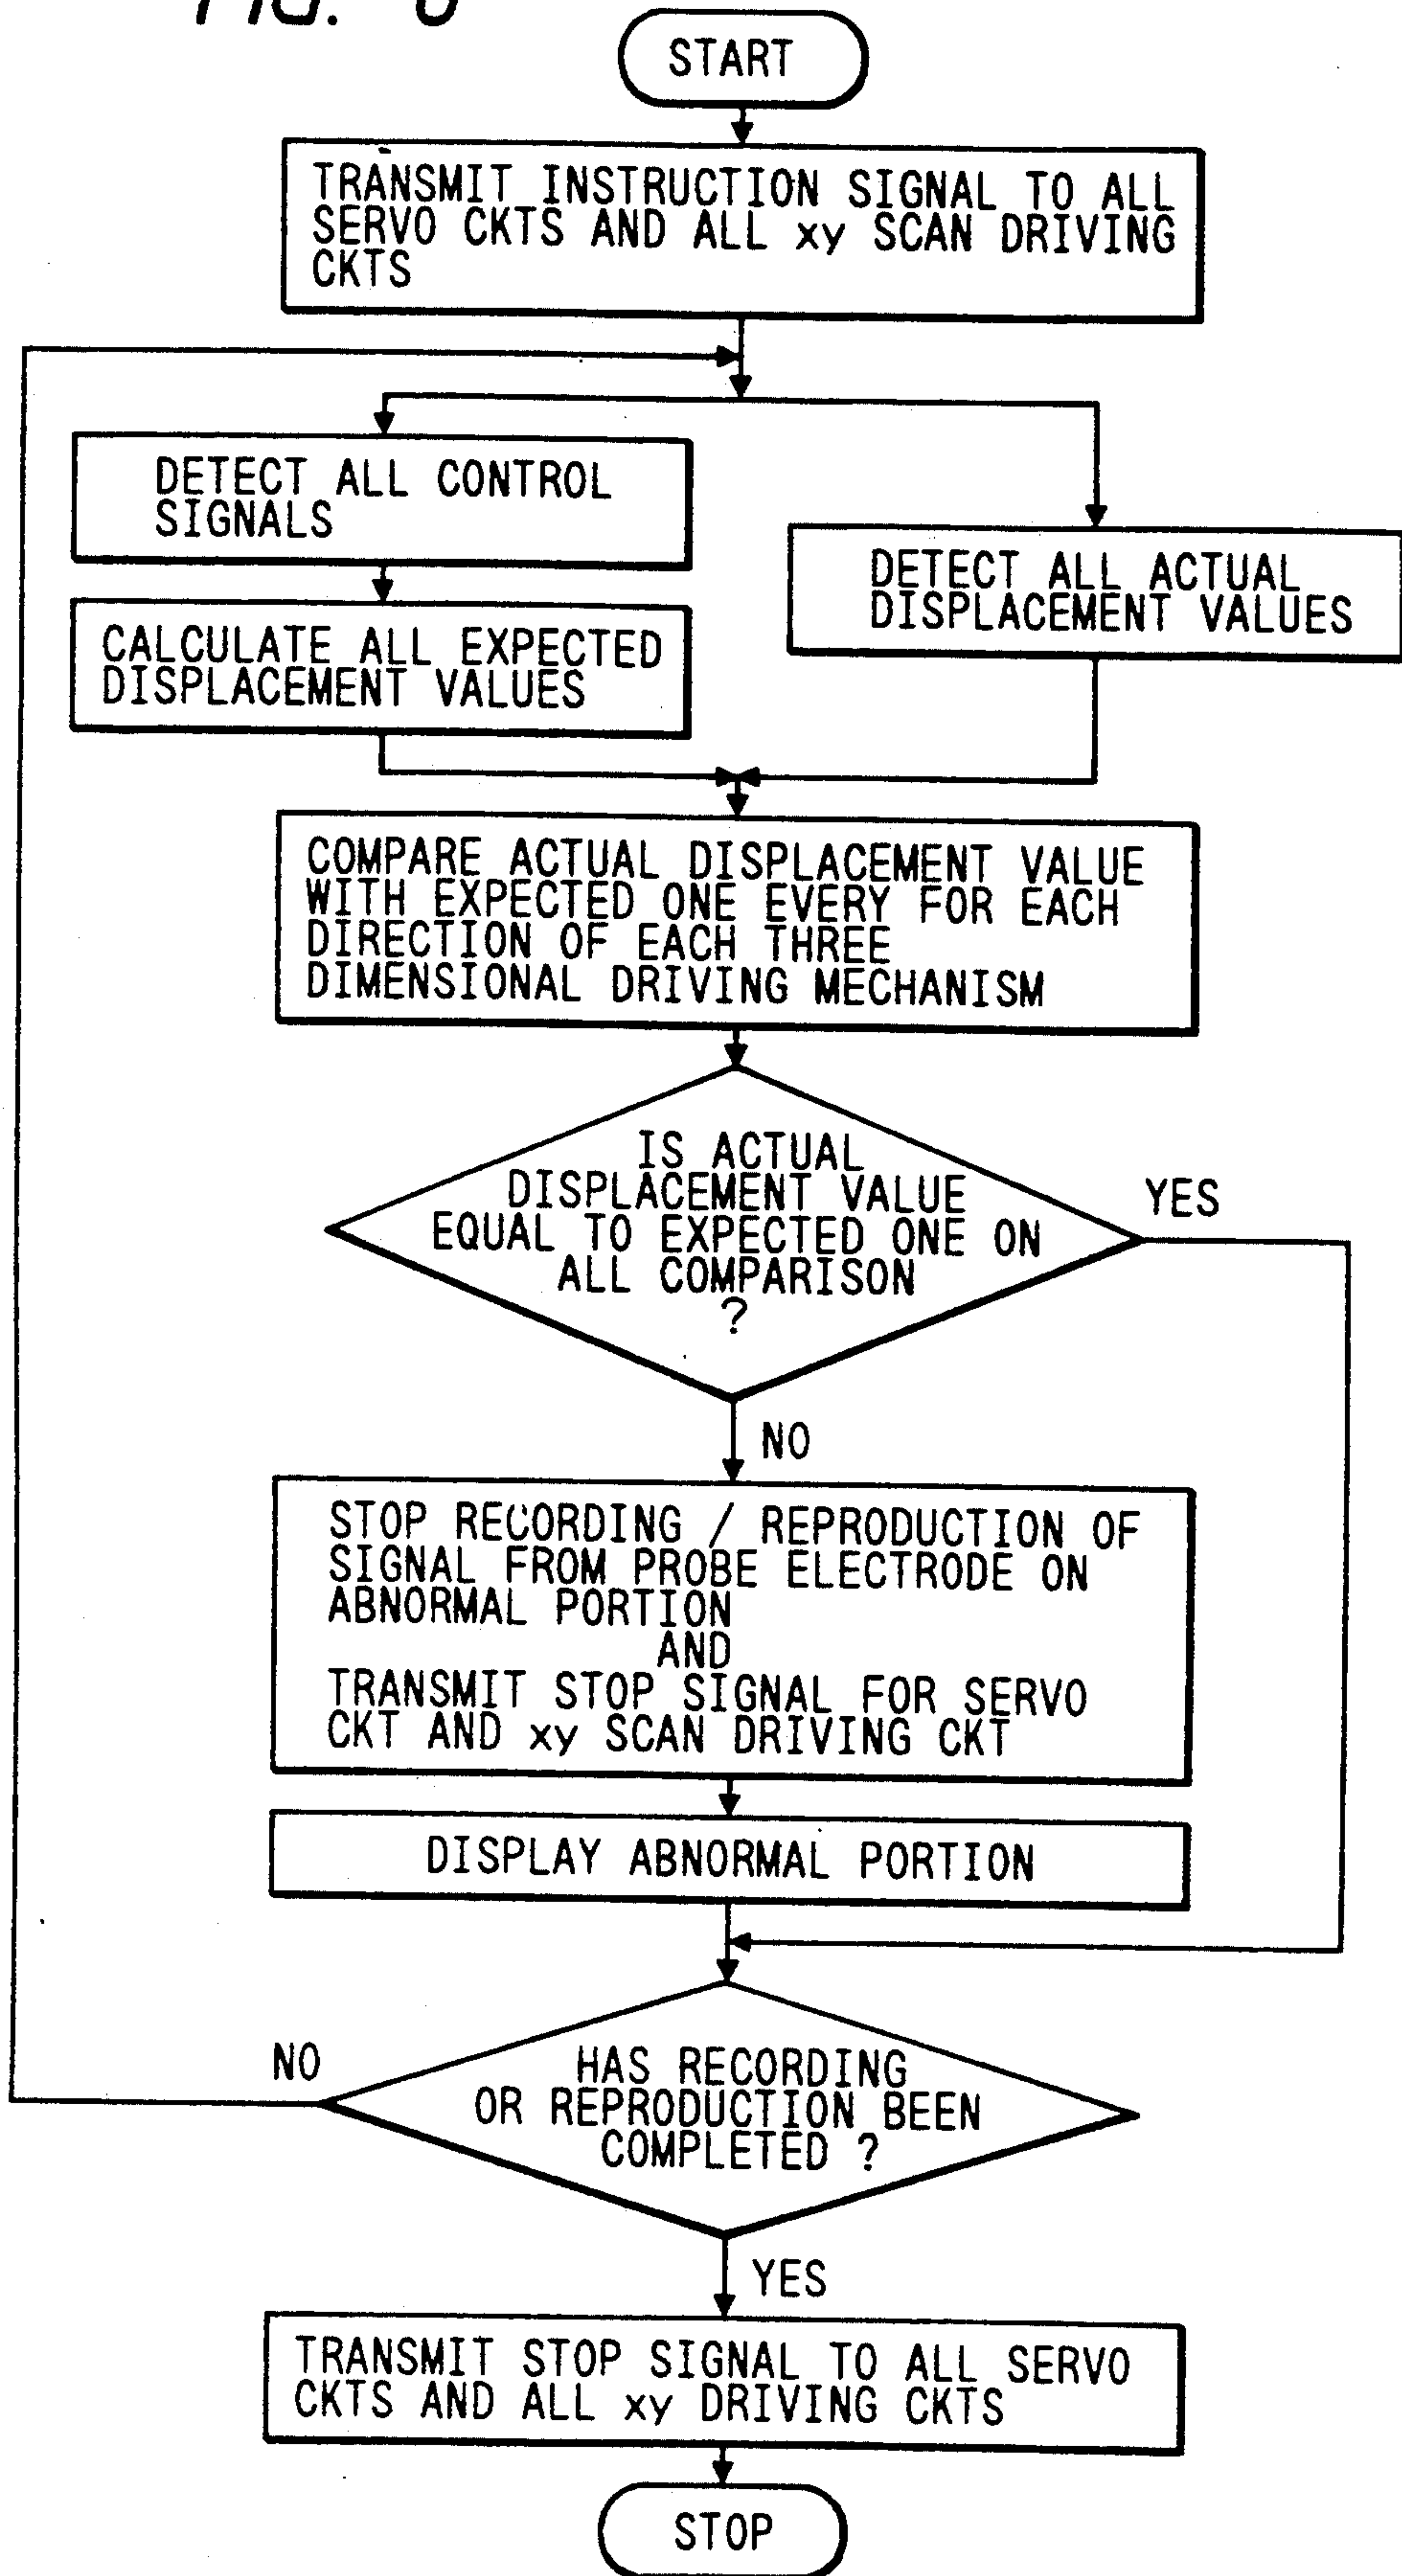 START
TRANSMIT INSTRUCTION SIGNAL TO ALL
SERVO CKTS AND ALL xy SCAN DRIVING
CKTS
DETECT ALL CONTROL
SIGNALS
CALCULATE ALL EXPECTED
DISPLACEMENT VALUES
DETECT ALL ACTUAL
DISPLACEMENT VALUES
COMPARE ACTUAL DISPLACEMENT VALUE
WITH EXPECTED ONE EVERY FOR EACH
DIRECTION OF EACH THREE
DIMENSIONAL DRIVING MECHANISM
IS ACTUAL
DISPLACEMENT VALUE
EQUAL TO EXPECTED ONE ON
ALL COMPARISON
?
YES
NO
STOP RECORDING / REPRODUCTION OF
SIGNAL FROM PROBE ELECTRODE ON
ABNORMAL PORTION
AND
TRANSMIT STOP SIGNAL FOR SERVO
CKT AND xy SCAN DRIVING CKT
DISPLAY ABNORMAL PORTION
NO
HAS RECORDING
OR REPRODUCTION BEEN
COMPLETED ?
YES
TRANSMIT STOP SIGNAL TO ALL SERVO
CKTS AND ALL xy DRIVING CKTS
STOP